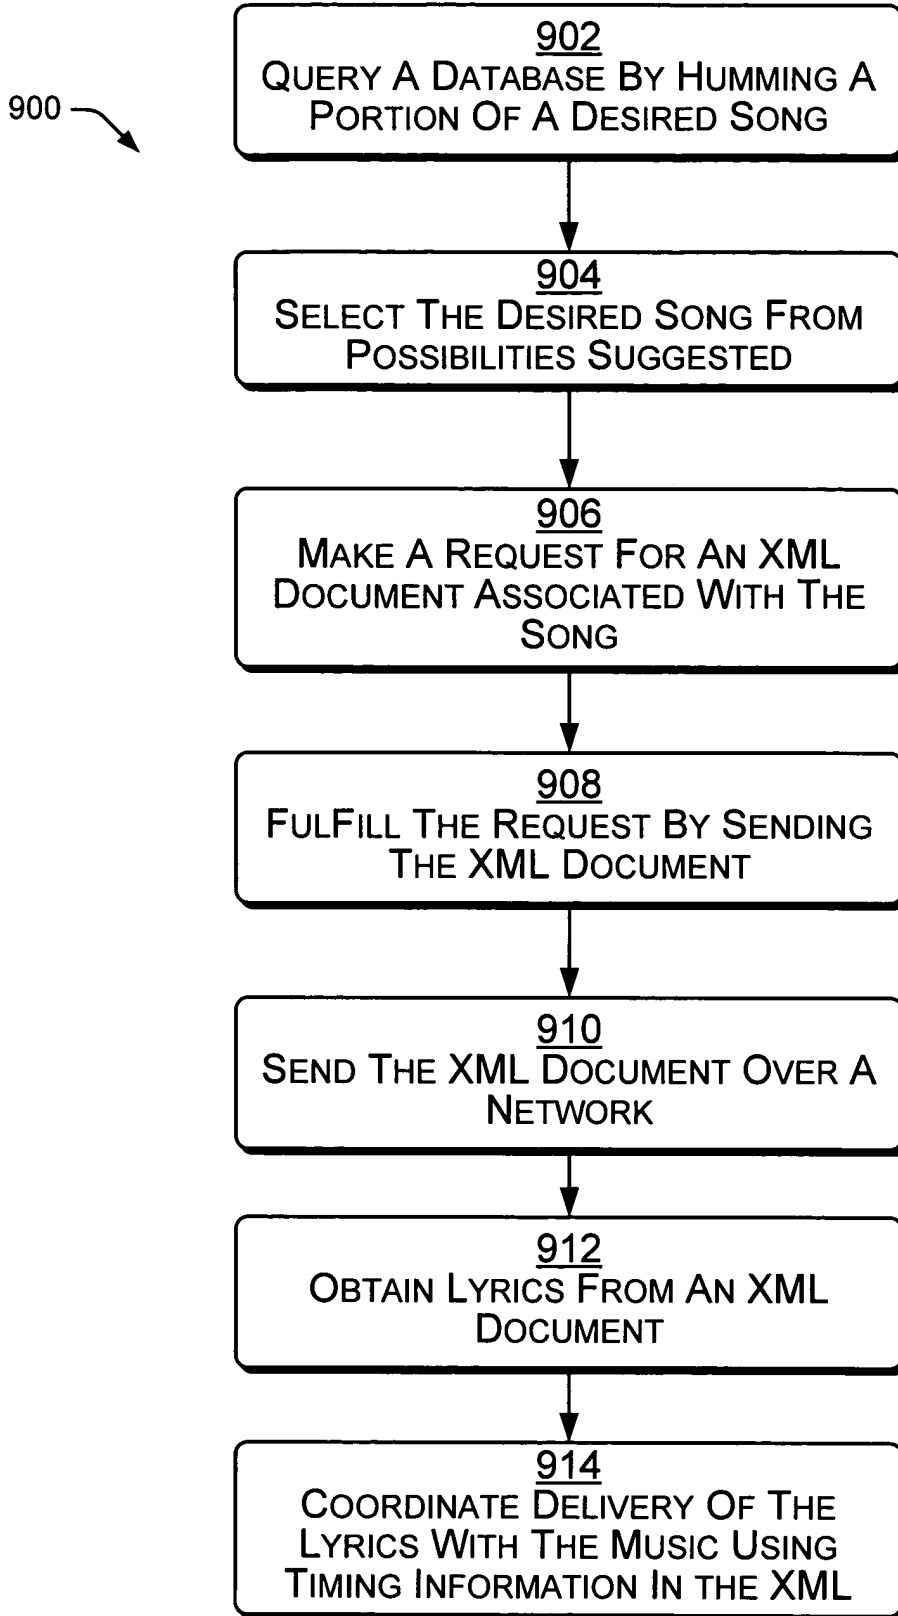 900
902
QUERY A DATABASE BY HUMMING A
PORTION OF A DESIRED SONG
904
SELECT THE DESIRED SONG FROM
POSSIBILITIES SUGGESTED
906
MAKE A REQUEST FOR AN XML
DOCUMENT ASSOCIATED WITH THE
SONG
908
FULFILL THE REQUEST BY SENDING
THE XML DOCUMENT
910
SEND THE XML DOCUMENT OVER A
NETWORK
912
OBTAIN LYRICS FROM AN XML
DOCUMENT
914
COORDINATE DELIVERY OF THE
LYRICS WITH THE MUSIC USING
TIMING INFORMATION IN THE XML